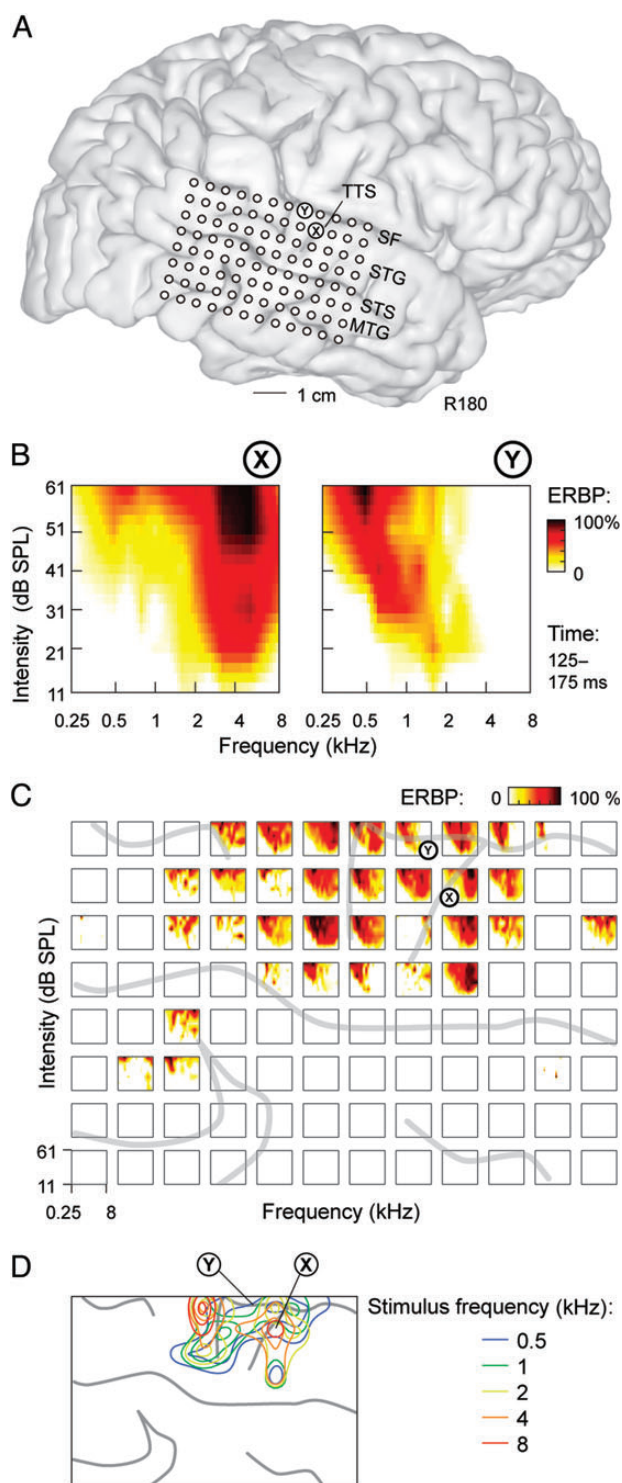 A
Y
X
TTS
SF
STG
STS
MTG
1 cm
R180
B
X
Y
Intensity (dB SPL)
61
51
41
31
21
11
0.25 0.5 1 2 4 8
0.25 0.5 1 2 4 8
Frequency (kHz)
ERBP:
100%
0
Time:
125–
175 ms
C
ERBP: 0 100 %
Y
X
Intensity (dB SPL)
61
11
0.25 8
Frequency (kHz)
D
Y X
Stimulus frequency (kHz):
0.5
1
2
4
8